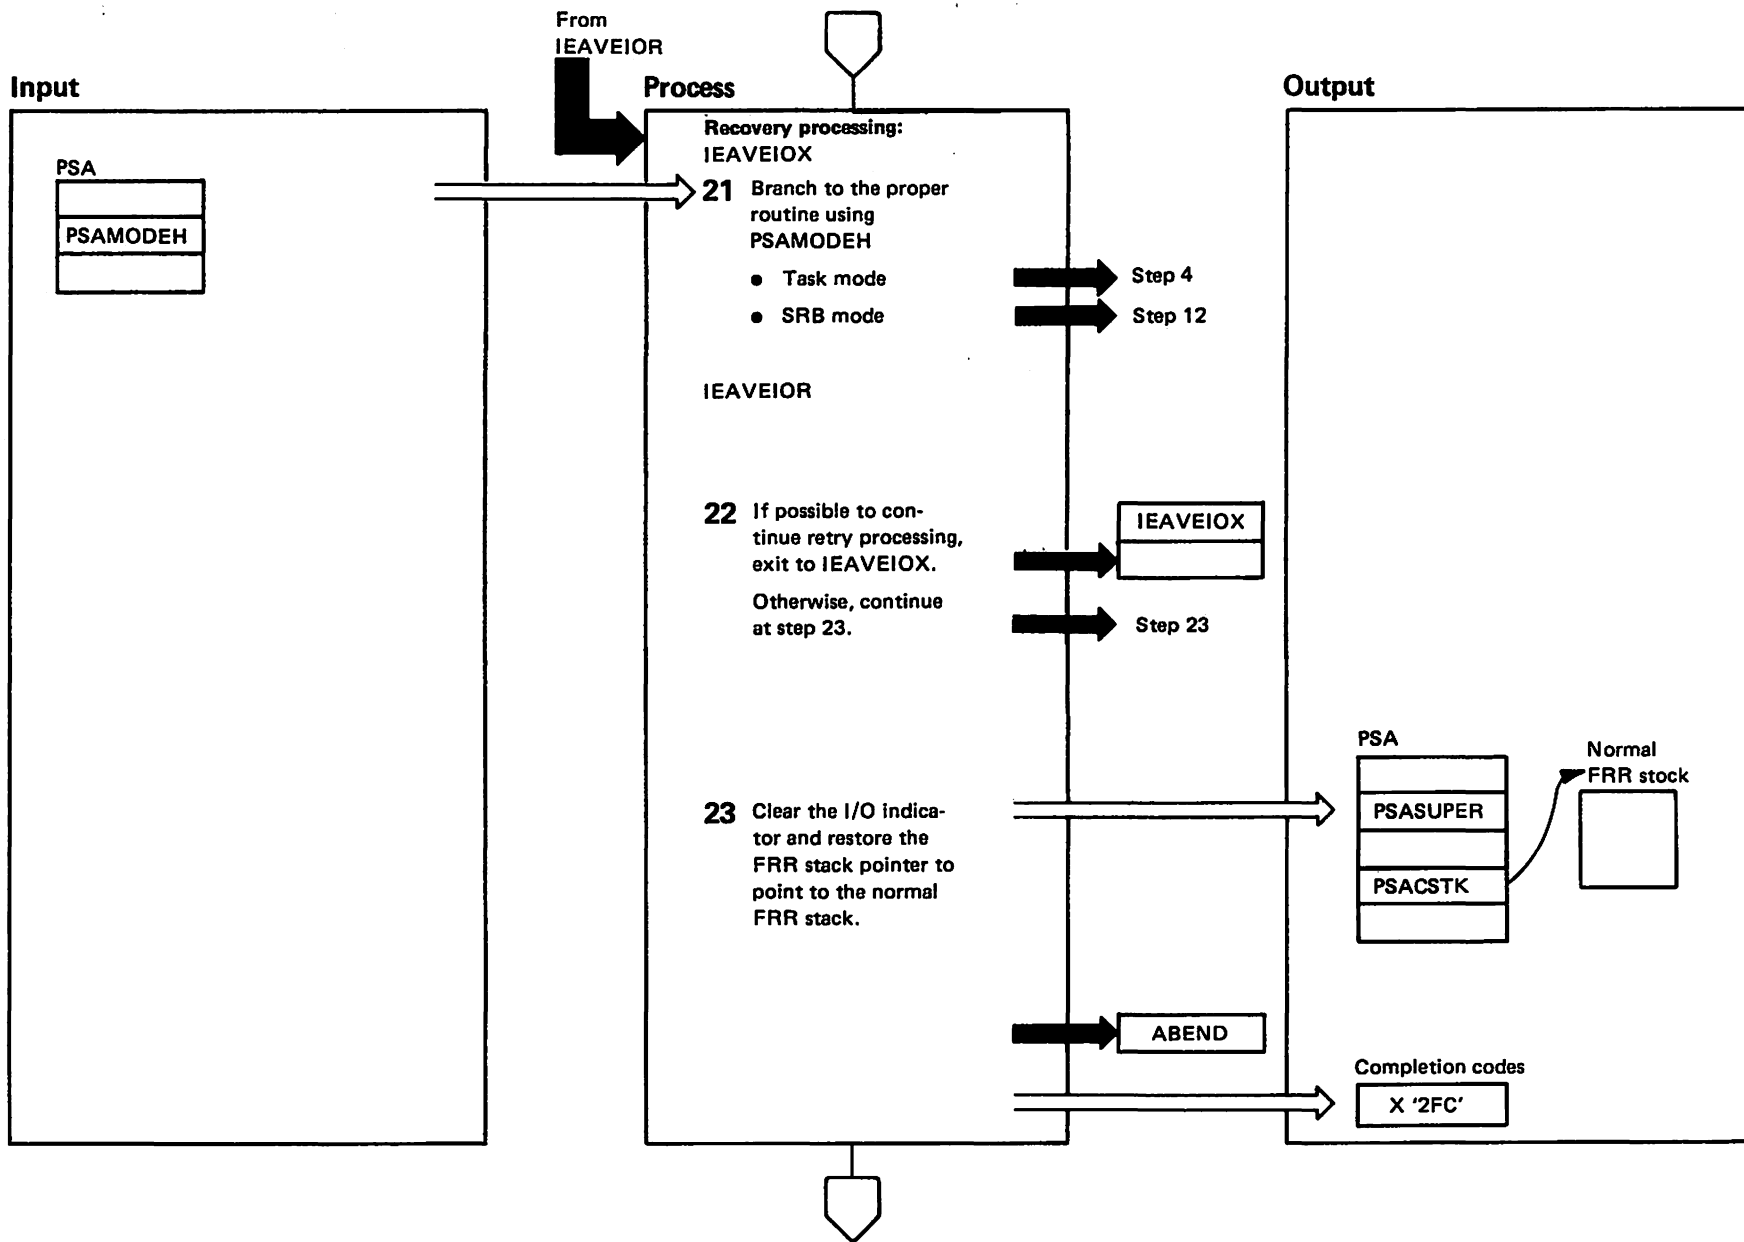 From
IEAVEIOR
Input
Process
Output
PSA
PSAMODEH
Recovery processing:
IEAVEIOX
21 Branch to the proper
routine using
PSAMODEH
• Task mode
Step 4
• SRB mode
Step 12
IEAVEIOR
22 If possible to con-
tinue retry processing,
exit to IEAVEIOX.
IEAVEIOX
Otherwise, continue
at step 23.
Step 23
23 Clear the I/O indica-
tor and restore the
FRR stack pointer to
point to the normal
FRR stack.
PSA
PSASUPER
PSACSTK
Normal
FRR stock
ABEND
Completion codes
X '2FC'